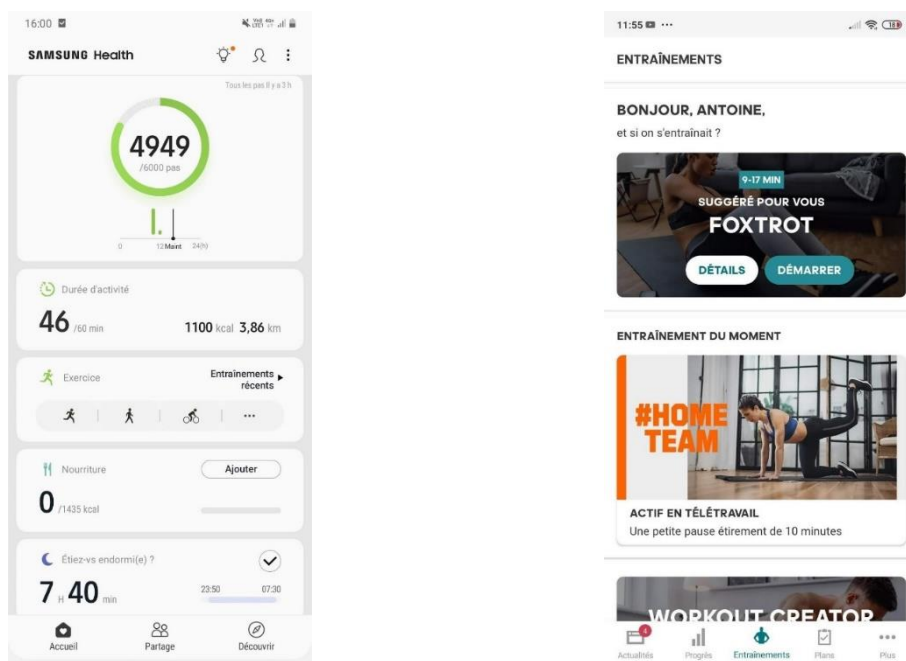 16:00
SAMSUNG Health
Tous les pas Il y a 3 h
4949
/6000 pas
0 12 Maint 24(h)
Durée d'activité
46 /60 min 1100 kcal 3,86 km
Exercice Entraînements
récents
...
Nourriture Ajouter
0 /1435 kcal
Étiez-vs endormi(e) ?
7 H 40 min 23:50 07:30
Accueil Partage Découvrir
11:55 ...
ENTRAÎNEMENTS
BONJOUR, ANTOINE,
et si on s'entraînait ?
9-17 MIN
SUGGÉRÉ POUR VOUS
FOXTROT
DÉTAILS DÉMARRER
ENTRAÎNEMENT DU MOMENT
#HOME
TEAM
ACTIF EN TÉLÉTRAVAIL
Une petite pause étirement de 10 minutes
WORKOUT CREATOR
4
Actualités Progrès Entraînements Plans Plus